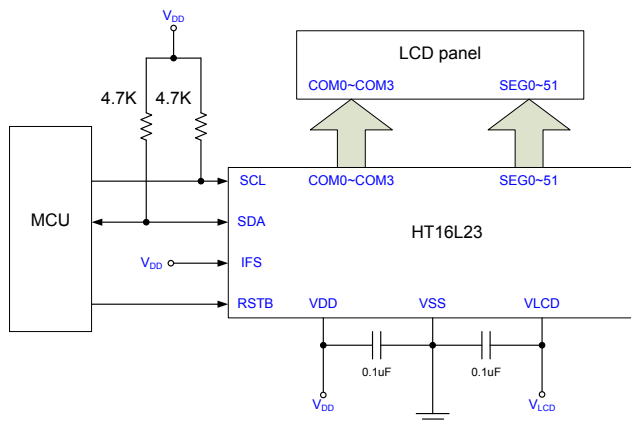 VDD
LCD panel
COM0~COM3 SEG0~51
4.7K 4.7K
SCL COM0~COM3 SEG0~51
MCU
SDA
HT16L23
VDD IFS
RSTB VDD VSS VLCD
0.1uF 0.1uF
VDD VLCD